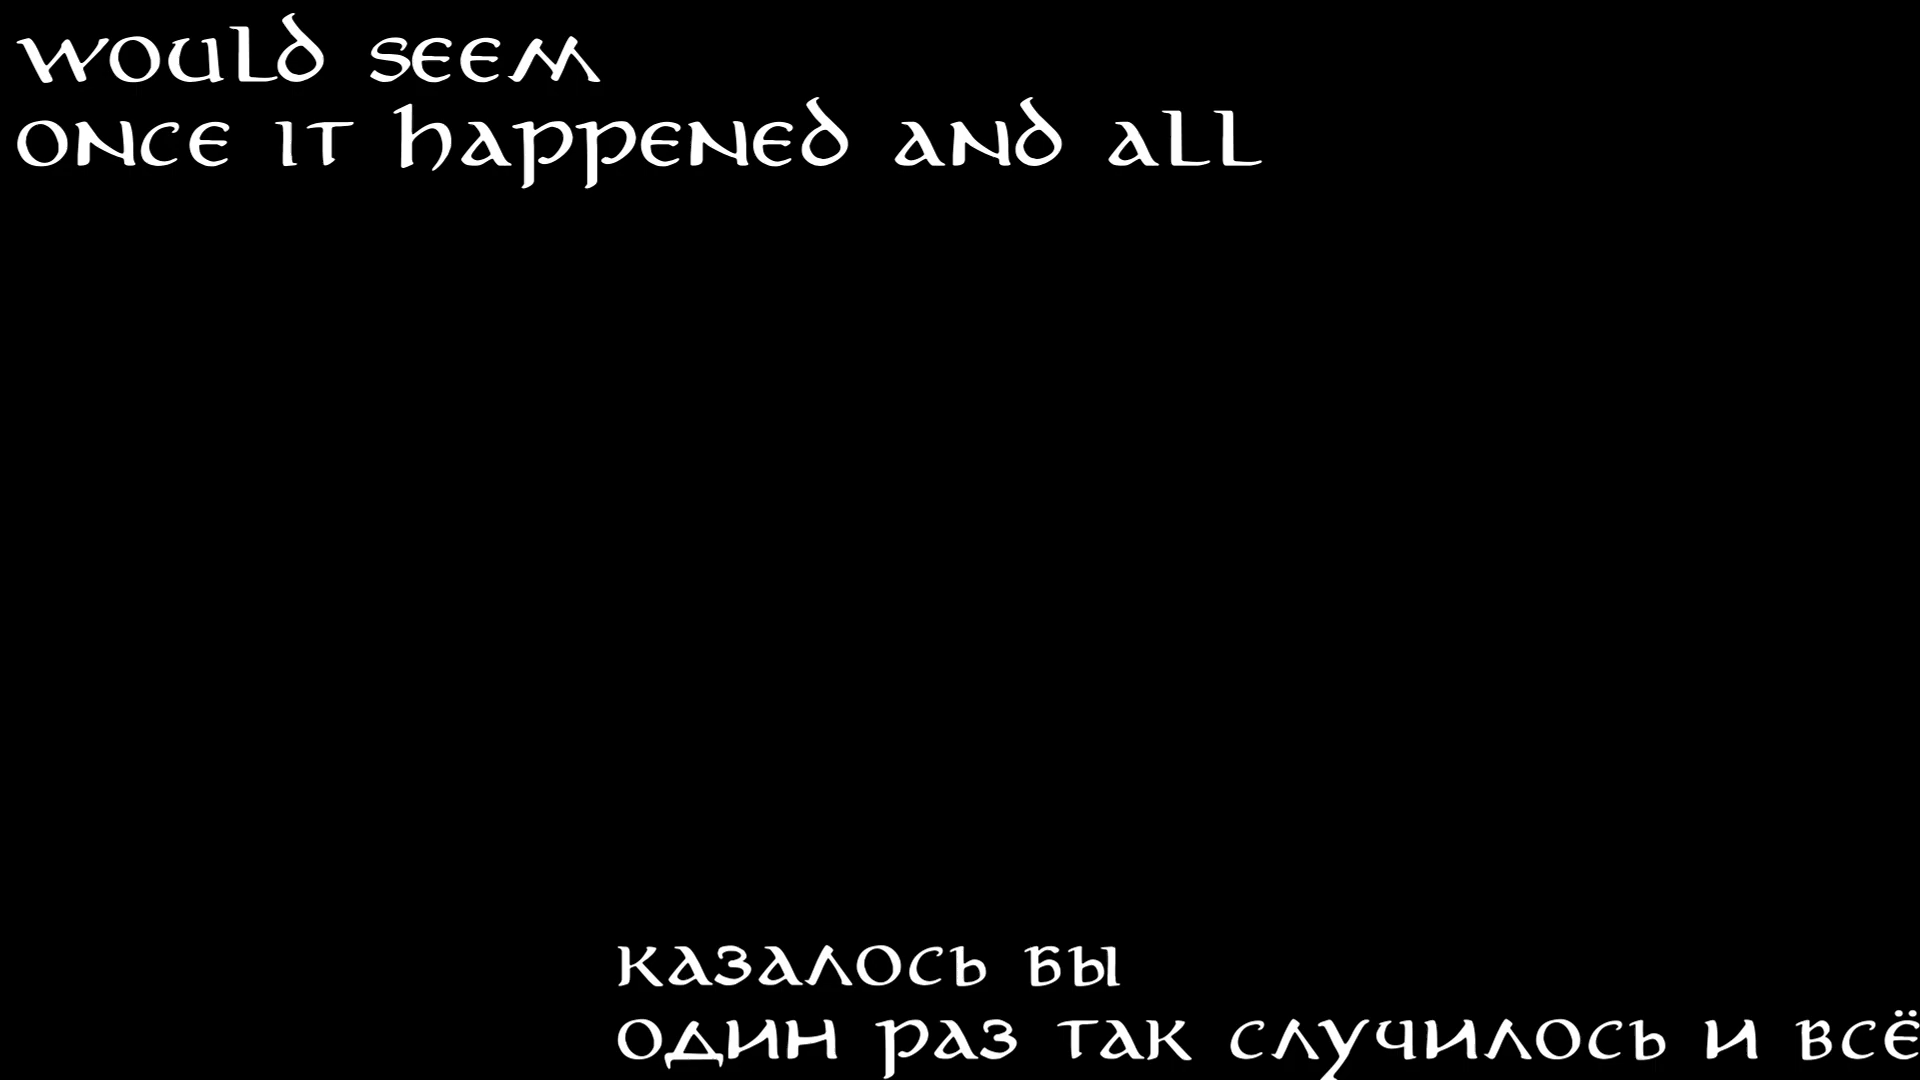 would seem
once it happened and all
казалось бы
один раз так случилось и всё